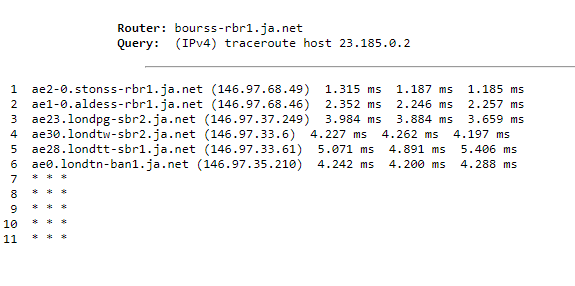 Router: bourss-rbr1.ja.net
Query: (IPv4) traceroute host 23.185.0.2
1 ae2-0.stonss-rbr1.ja.net (146.97.68.49) 1.315 ms 1.187 ms 1.185 ms
2 ae1-0.aldess-rbr1.ja.net (146.97.68.46) 2.352 ms 2.246 ms 2.257 ms
3 ae23.londpg-sbr2.ja.net (146.97.37.249) 3.984 ms 3.884 ms 3.659 ms
4 ae30.londtw-sbr2.ja.net (146.97.33.6) 4.227 ms 4.262 ms 4.197 ms
5 ae28.londtt-sbr1.ja.net (146.97.33.61) 5.071 ms 4.891 ms 5.406 ms
6 ae0.londtn-ban1.ja.net (146.97.35.210) 4.242 ms 4.200 ms 4.288 ms
7 * * *
8 * * *
9 * * *
10 * * *
11 * * *